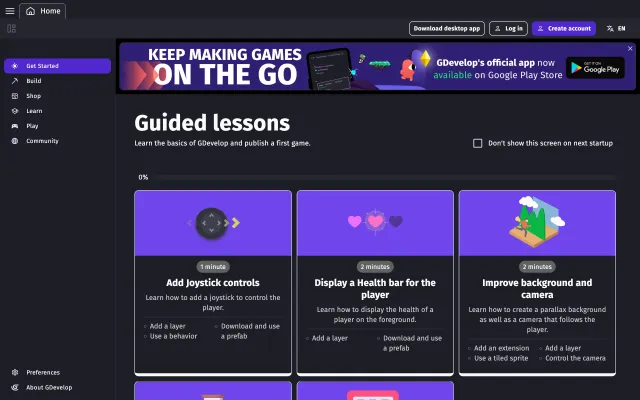 Home
Download desktop app
Log in
Create account
EN
Get Started
Build
Shop
Learn
Play
Community
Preferences
About GDevelop
KEEP MAKING GAMES
ON THE GO
GDevelop's official app now
available on Google Play Store
GET IT ON
Google Play
Guided lessons
Learn the basics of GDevelop and publish a first game.
Don't show this screen on next startup
0%
1 minute
Add Joystick controls
Learn how to add a joystick to control the
player.
Add a layer
Use a behavior
Download and use
a prefab
2 minutes
Display a Health bar for the
player
Learn how to display the health of a
player on the foreground.
Add a layer
Download and use
a prefab
2 minutes
Improve background and
camera
Learn how to create a parallax background
as well as a camera that follows the
player.
Add an extension
Use a tiled sprite
Add a layer
Control the camera